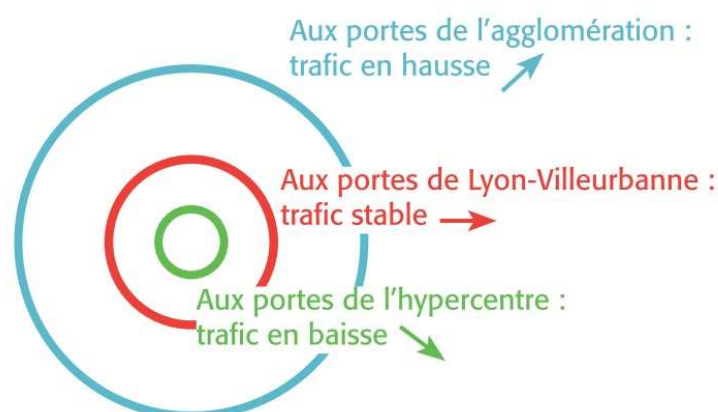 Aux portes de l’agglomération :
trafic en hausse
Aux portes de Lyon-Villeurbanne :
trafic stable
Aux portes de l’hypercentre :
trafic en baisse